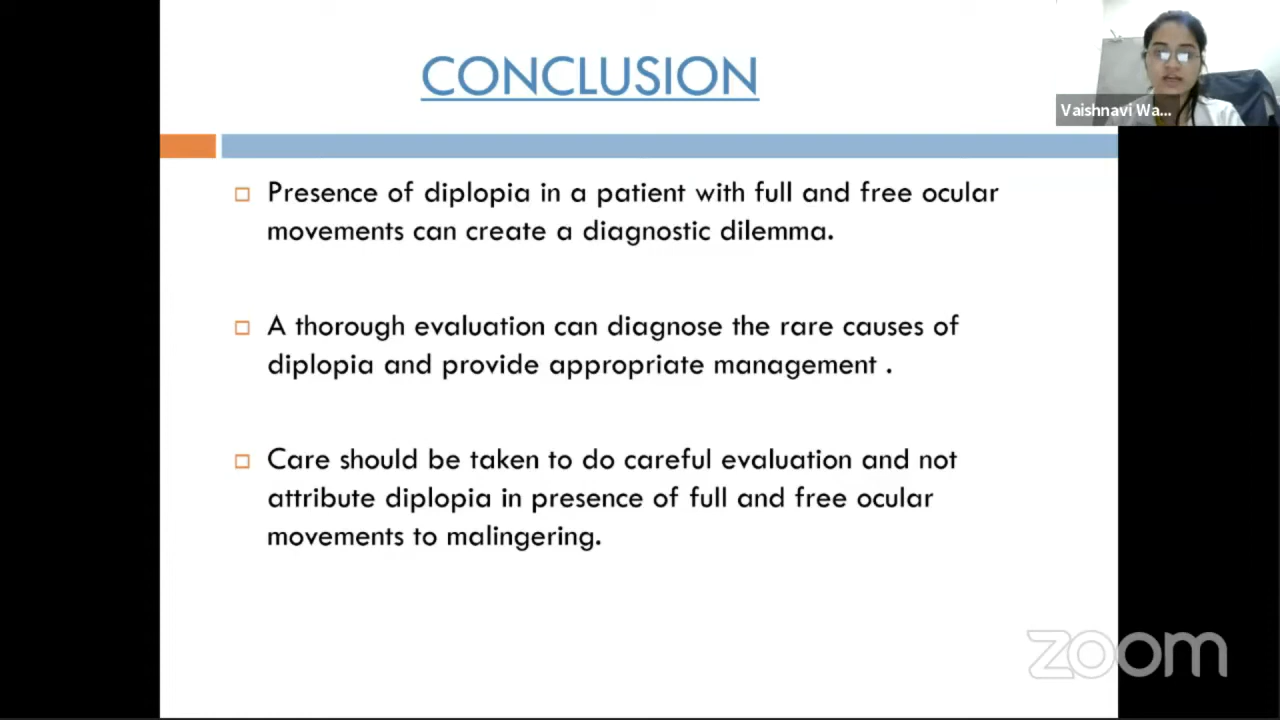 CONCLUSION
Vaishnavi Wa...
Presence of diplopia in a patient with full and free ocular
movements can create a diagnostic dilemma.
A thorough evaluation can diagnose the rare causes of
diplopia and provide appropriate management .
Care should be taken to do careful evaluation and not
attribute diplopia in presence of full and free ocular
movements to malingering.
zoom